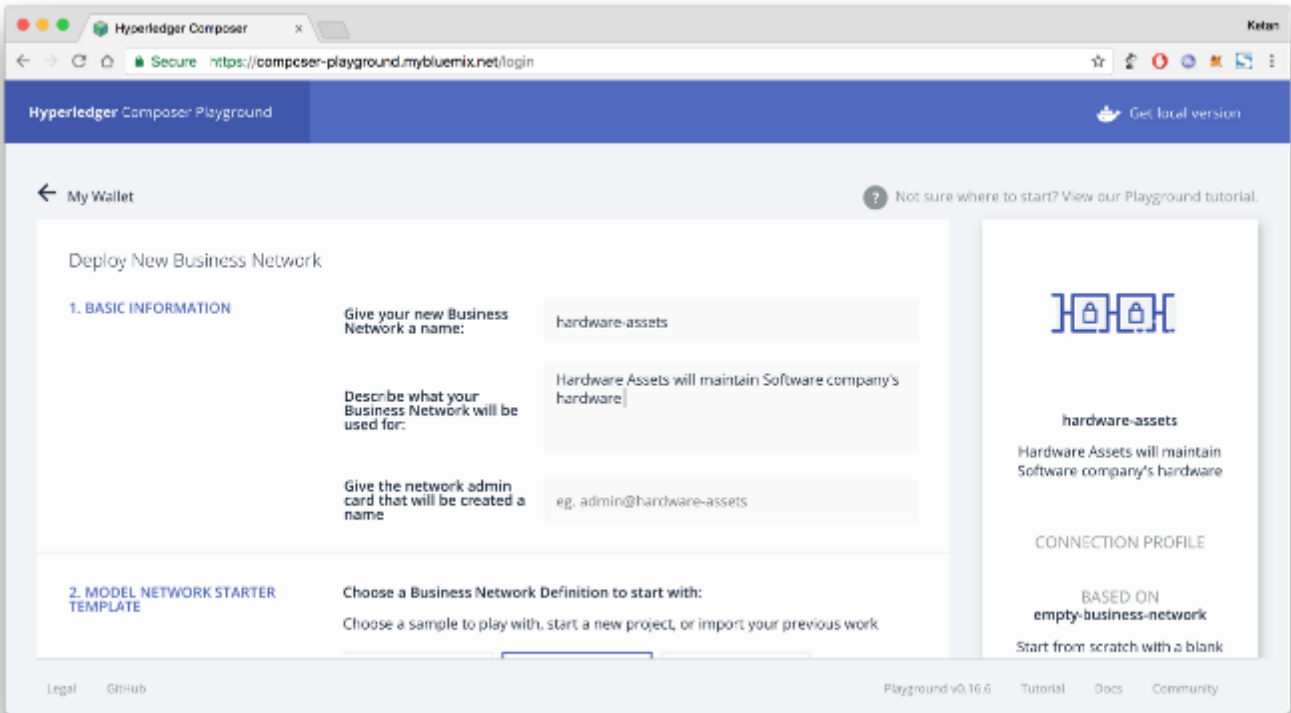 Hyperledger Composer
Ketan
Secure https://composer-playground.mybluemix.net/login
Hyperledger Composer Playground
Get local version
My Wallet
Not sure where to start? View our Playground tutorial.
Deploy New Business Network
1. BASIC INFORMATION
Give your new Business
Network a name:
hardware-assets
Describe what your
Business Network will be
used for:
Hardware Assets will maintain Software company's
hardware
Give the network admin
card that will be created a
name
eg. admin@hardware-assets
2. MODEL NETWORK STARTER
TEMPLATE
Choose a Business Network Definition to start with:
Choose a sample to play with, start a new project, or import your previous work
hardware-assets
Hardware Assets will maintain
Software company's hardware
CONNECTION PROFILE
BASED ON
empty-business-network
Start from scratch with a blank
Legal GitHub
Playground v0.16.6 Tutorial Docs Community